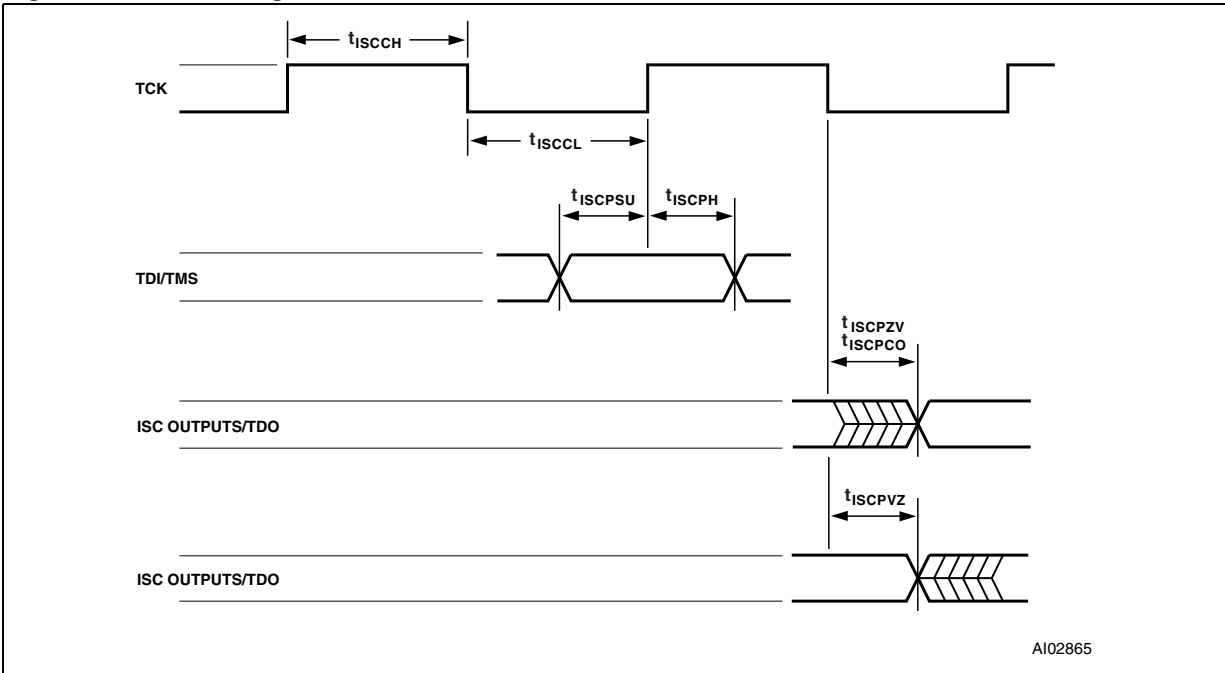 tISCCH
TCK
tISCCL
tISCPSU
tISCPH
TDI/TMS
tISCPZV
tISCPCO
ISC OUTPUTS/TDO
tISCPVZ
ISC OUTPUTS/TDO
AI02865